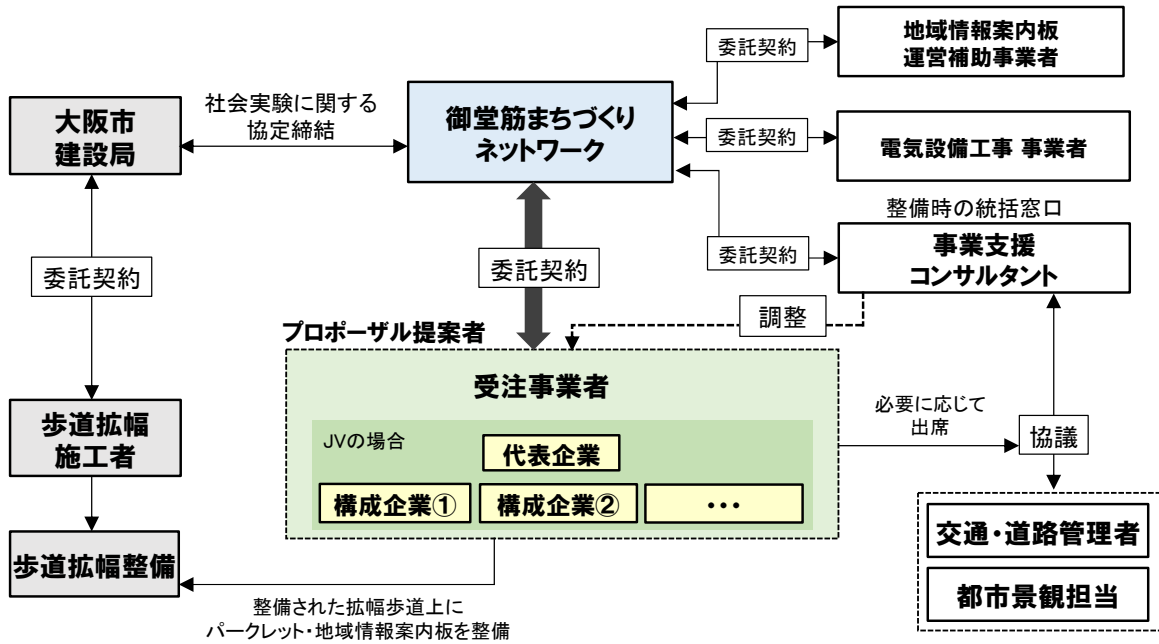 地域情報案内板
運営補助事業者
委託契約
社会実験に関する
協定締結
大阪市
建設局
御堂筋まちづくり
ネットワーク
委託契約
電気設備工事 事業者
整備時の統括窓口
事業支援
コンサルタント
委託契約
委託契約
委託契約
調整
プロポーザル提案者
受注事業者
JVの場合
代表企業
構成企業①
構成企業②
・・・
必要に応じて
出席
協議
歩道拡幅
施工者
歩道拡幅整備
交通・道路管理者
都市景観担当
整備された拡幅歩道上に
パークレット・地域情報案内板を整備